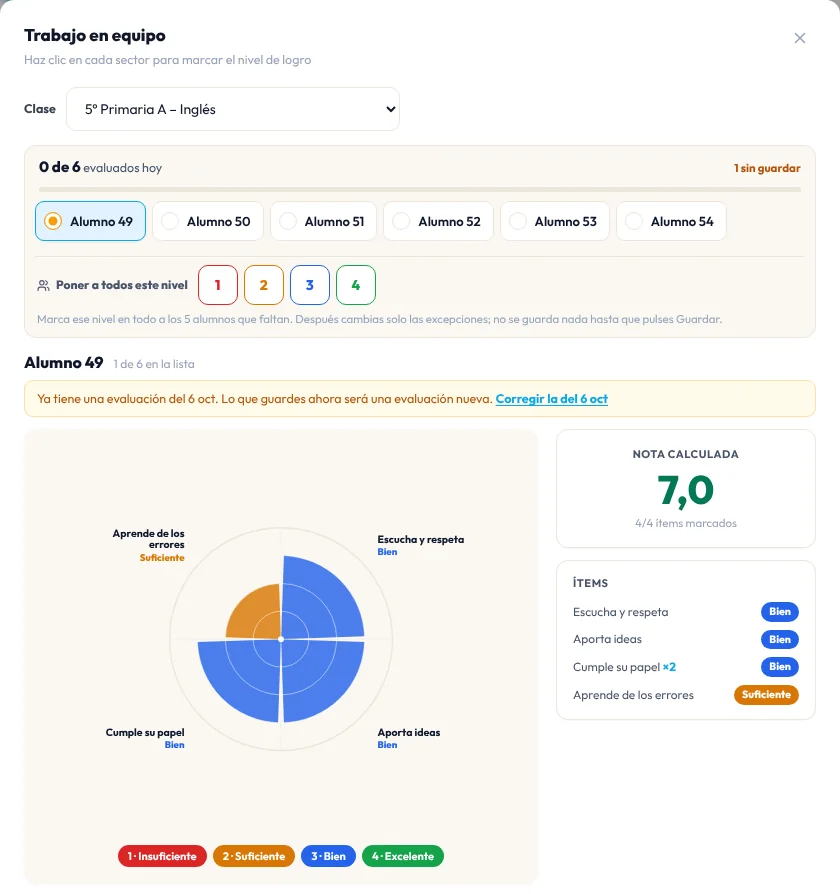 Trabajo en equipo
Haz clic en cada sector para marcar el nivel de logro
Clase
5º Primaria A – Inglés
0 de 6 evaluados hoy
1 sin guardar
Alumno 49
Alumno 50
Alumno 51
Alumno 52
Alumno 53
Alumno 54
Poner a todos este nivel
1
2
3
4
Marca ese nivel en todo a los 5 alumnos que faltan. Después cambias solo las excepciones; no se guarda nada hasta que pulses Guardar.
Alumno 49 1 de 6 en la lista
Ya tiene una evaluación del 6 oct. Lo que guardes ahora será una evaluación nueva. Corregir la del 6 oct
Aprende de los
errores
Suficiente
Escucha y respeta
Bien
Cumple su papel
Bien
Aporta ideas
Bien
1 · Insuficiente
2 · Suficiente
3 · Bien
4 · Excelente
NOTA CALCULADA
7,0
4/4 ítems marcados
ÍTEMS
Escucha y respeta Bien
Aporta ideas Bien
Cumple su papel ×2 Bien
Aprende de los errores Suficiente